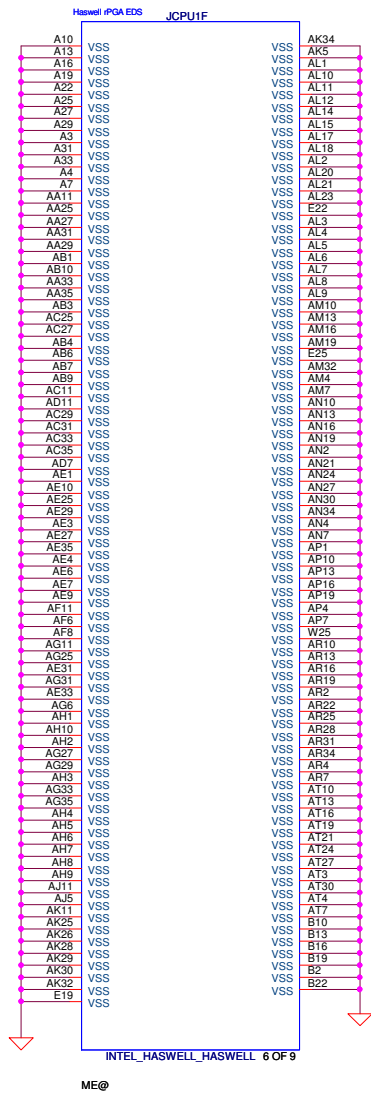 Haswell rPGA EDS
JCPU1F
A10 VSS VSS AK34
A13 VSS VSS AK5
A16 VSS VSS AL1
A19 VSS VSS AL10
A22 VSS VSS AL11
A25 VSS VSS AL12
A27 VSS VSS AL14
A29 VSS VSS AL15
A3 VSS VSS AL17
A31 VSS VSS AL18
A33 VSS VSS AL2
A4 VSS VSS AL20
A7 VSS VSS AL21
AA11 VSS VSS AL23
AA25 VSS VSS E22
AA27 VSS VSS AL3
AA31 VSS VSS AL4
AA29 VSS VSS AL5
AB1 VSS VSS AL6
AB10 VSS VSS AL7
AA33 VSS VSS AL8
AA35 VSS VSS AL9
AB3 VSS VSS AM10
AC25 VSS VSS AM13
AC27 VSS VSS AM16
AB4 VSS VSS AM19
AB6 VSS VSS E25
AB7 VSS VSS AM32
AB9 VSS VSS AM4
AC11 VSS VSS AM7
AD11 VSS VSS AN10
AC29 VSS VSS AN13
AC31 VSS VSS AN16
AC33 VSS VSS AN19
AC35 VSS VSS AN2
AD7 VSS VSS AN21
AE1 VSS VSS AN24
AE10 VSS VSS AN27
AE25 VSS VSS AN30
AE29 VSS VSS AN34
AE3 VSS VSS AN4
AE27 VSS VSS AN7
AE35 VSS VSS AP1
AE4 VSS VSS AP10
AE6 VSS VSS AP13
AE7 VSS VSS AP16
AE9 VSS VSS AP19
AF11 VSS VSS AP4
AF6 VSS VSS AP7
AF8 VSS VSS W25
AG11 VSS VSS AR10
AG25 VSS VSS AR13
AE31 VSS VSS AR16
AG31 VSS VSS AR19
AE33 VSS VSS AR2
AG6 VSS VSS AR22
AH1 VSS VSS AR25
AH10 VSS VSS AR28
AH2 VSS VSS AR31
AG27 VSS VSS AR34
AG29 VSS VSS AR4
AH3 VSS VSS AR7
AG33 VSS VSS AT10
AG35 VSS VSS AT13
AH4 VSS VSS AT16
AH5 VSS VSS AT19
AH6 VSS VSS AT21
AH7 VSS VSS AT24
AH8 VSS VSS AT27
AH9 VSS VSS AT3
AJ11 VSS VSS AT30
AJ5 VSS VSS AT4
AK11 VSS VSS AT7
AK25 VSS VSS B10
AK26 VSS VSS B13
AK28 VSS VSS B16
AK29 VSS VSS B19
AK30 VSS VSS B2
AK32 VSS VSS B22
E19 VSS
INTEL_HASWELL_HASWELL 6 OF 9
ME@